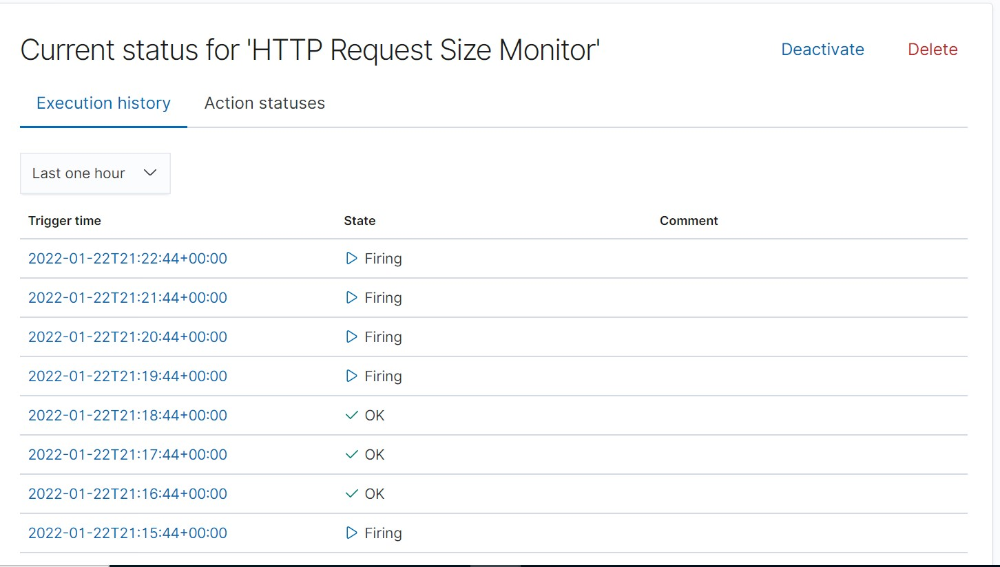 Current status for 'HTTP Request Size Monitor'
Deactivate
Delete
Execution history
Action statuses
Last one hour
Trigger time State Comment
2022-01-22T21:22:44+00:00 Firing
2022-01-22T21:21:44+00:00 Firing
2022-01-22T21:20:44+00:00 Firing
2022-01-22T21:19:44+00:00 Firing
2022-01-22T21:18:44+00:00 OK
2022-01-22T21:17:44+00:00 OK
2022-01-22T21:16:44+00:00 OK
2022-01-22T21:15:44+00:00 Firing